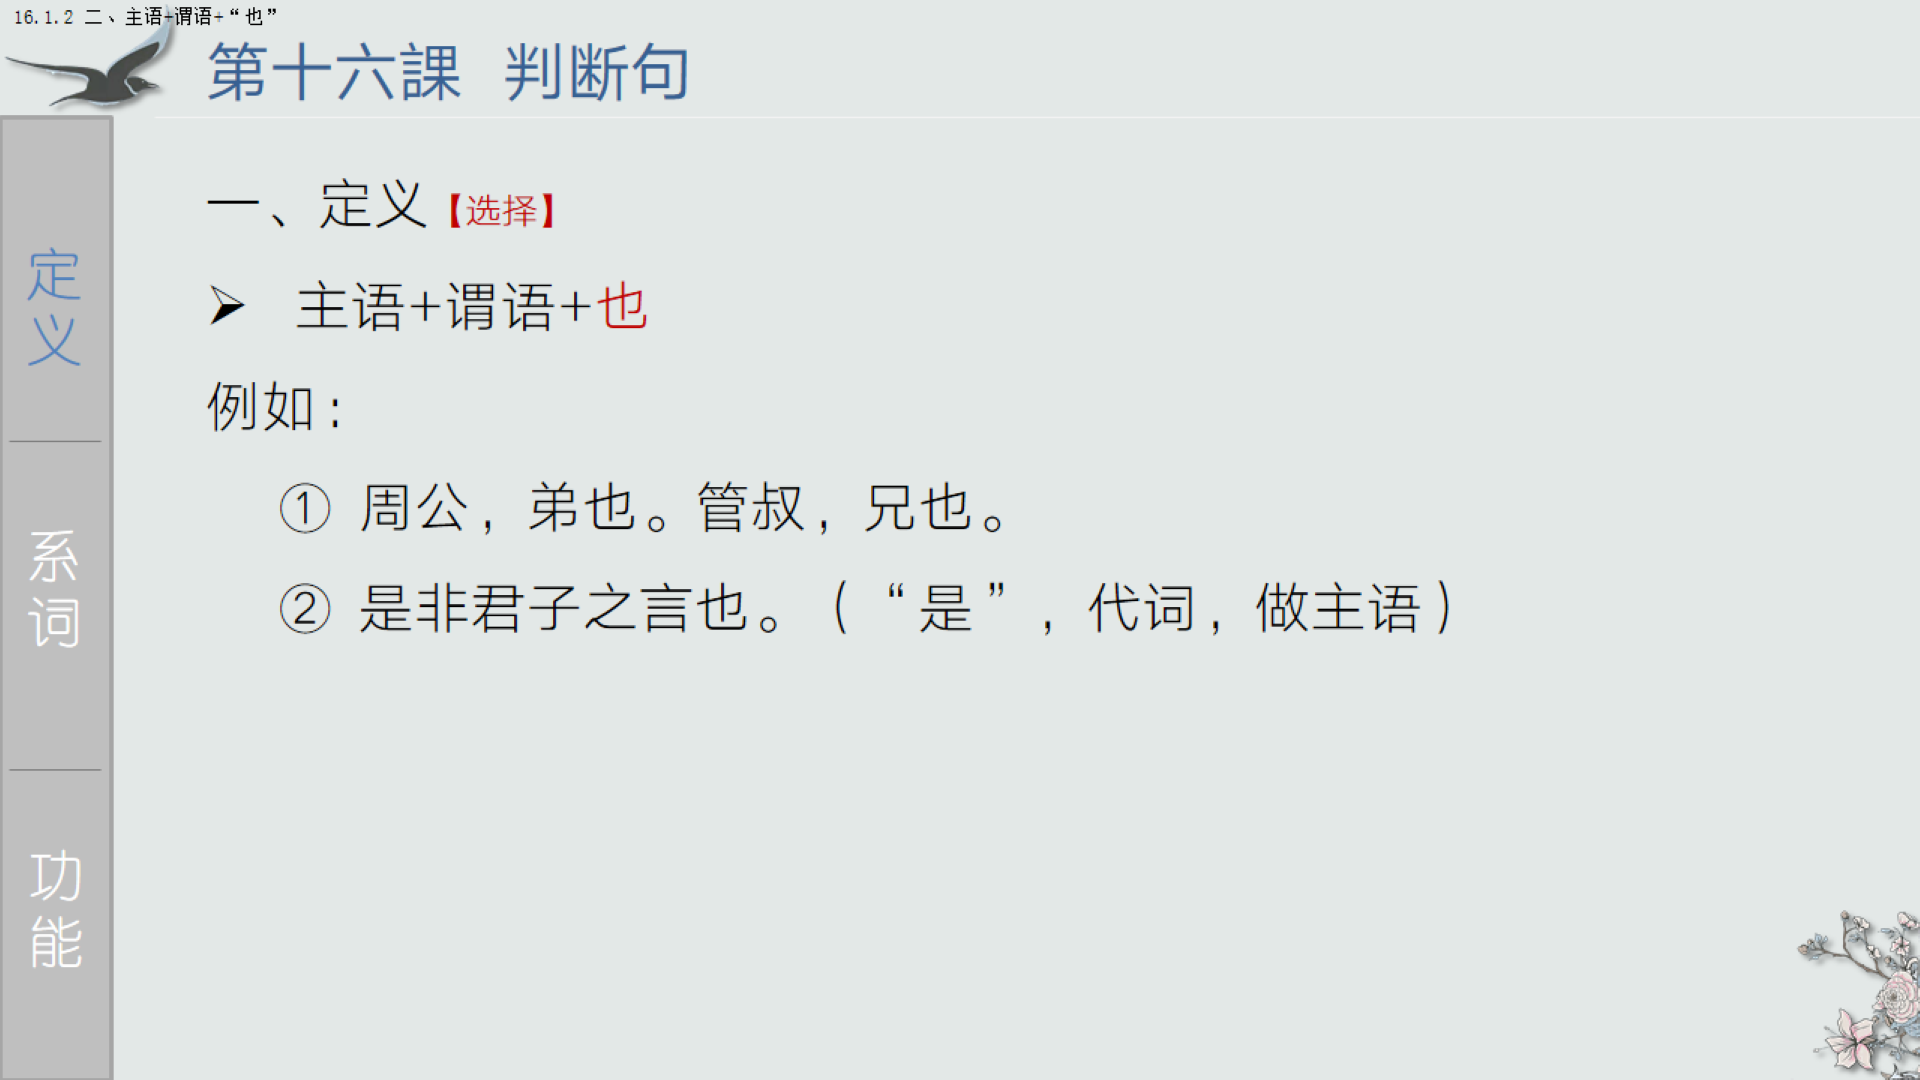 16.1.2 二、主语+谓语+“也”
第十六課 判断句
一、定义【选择】
➢ 主语+谓语+也
例如：
① 周公，弟也。管叔，兄也。
② 是非君子之言也。（“是”，代词，做主语）
定义
系词
功能